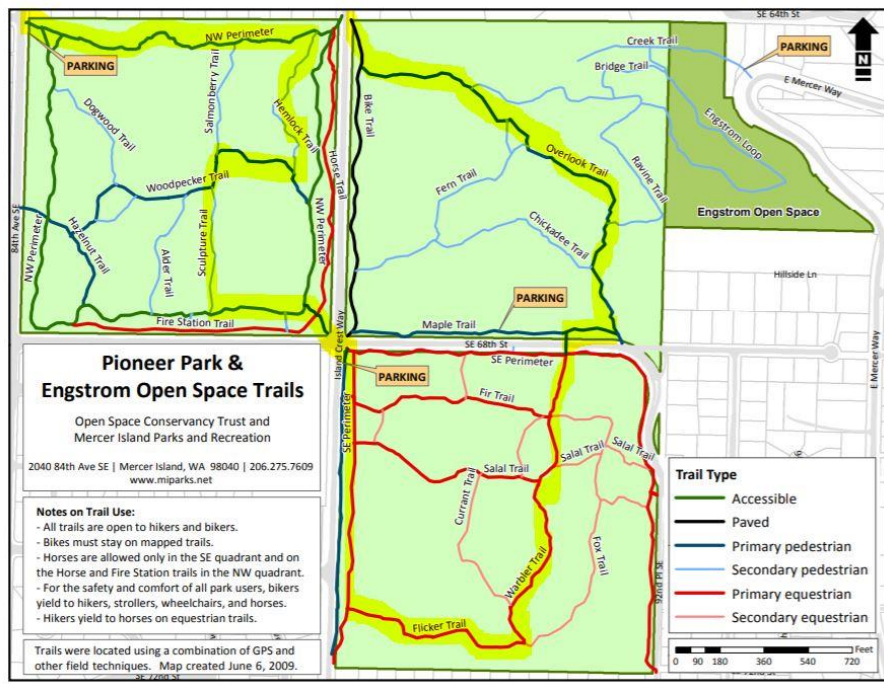 SE 64th St
NW Perimeter
PARKING
Creek Trail
PARKING
Bridge Trail
E Mercer Way
N
Salmonberry Trail
Hemlock Trail
Dogwood Trail
Bike Trail
Horse Trail
Overlook Trail
Engstrom Loop
Ravine Trail
Fern Trail
Woodpecker Trail
Engstrom Open Space
84th Ave SE
NW Perimeter
Hazelnut Trail
Alder Trail
Sculpture Trail
NW Perimeter
Chickadee Trail
Hillside Ln
PARKING
Fire Station Trail
Maple Trail
Island Crest Way
SE 68th St
E Mercer Way
Pioneer Park &
Engstrom Open Space Trails
Open Space Conservancy Trust and
Mercer Island Parks and Recreation
2040 84th Ave SE | Mercer Island, WA 98040 | 206.275.7609
www.miparks.net
Notes on Trail Use:
- All trails are open to hikers and bikers.
- Bikes must stay on mapped trails.
- Horses are allowed only in the SE quadrant and on
the Horse and Fire Station trails in the NW quadrant.
- For the safety and comfort of all park users, bikers
yield to hikers, strollers, wheelchairs, and horses.
- Hikers yield to horses on equestrian trails.
Trails were located using a combination of GPS and
other field techniques. Map created June 6, 2009.
SE 72nd St
PARKING
SE Perimeter
SE Perimeter
Fir Trail
Salal Trail
Salal Trail
Salal Trail
Currant Trail
Warbler Trail
Fox Trail
Flicker Trail
92nd Pl SE
Trail Type
Accessible
Paved
Primary pedestrian
Secondary pedestrian
Primary equestrian
Secondary equestrian
Feet
0 90 180 360 540 720